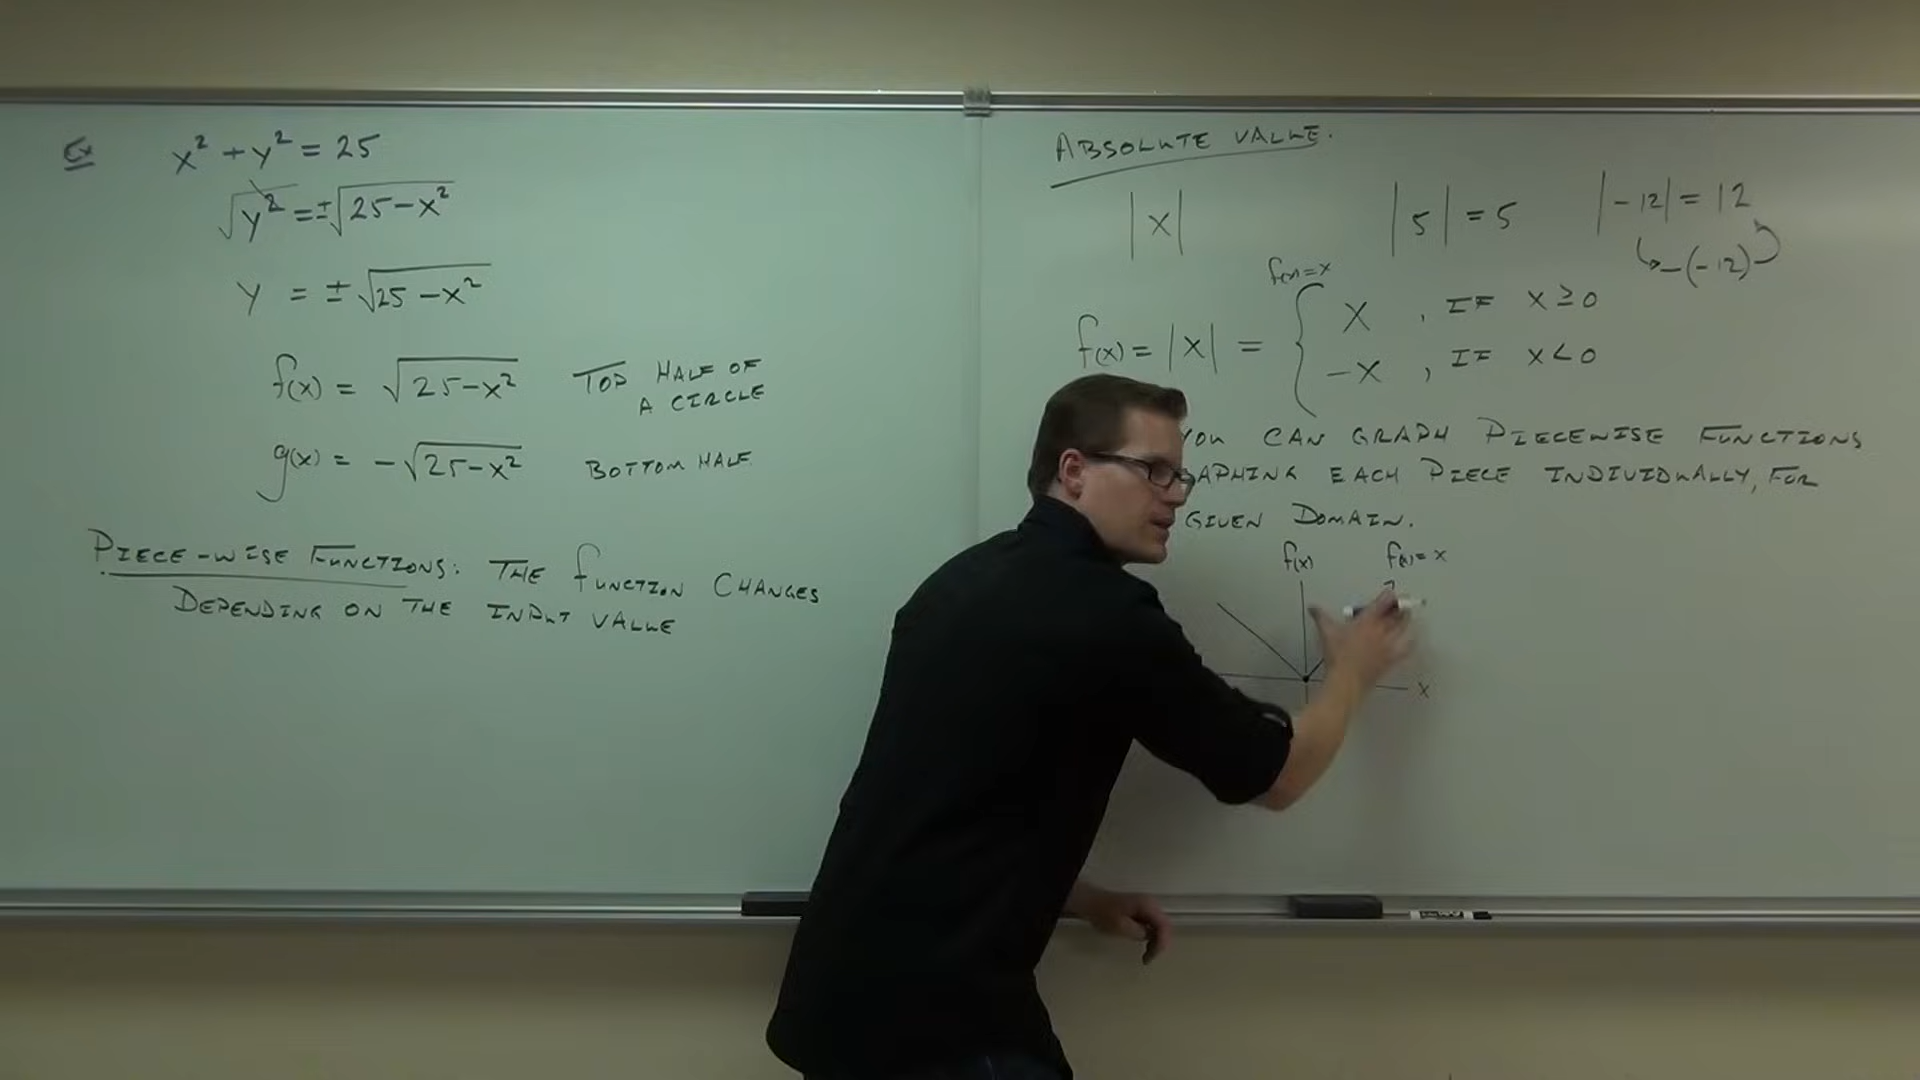 Ex x² + y² = 25
√y² = ±√25-x²
y = ±√25-x²
f(x) = √25-x² TOP HALF OF
A CIRCLE
g(x) = -√25-x² BOTTOM HALF.
PIECE-WISE FUNCTIONS: THE FUNCTION CHANGES
DEPENDING ON THE INPUT VALUE
ABSOLUTE VALUE.
|x| |5| = 5 |-12| = 12
-(-12)
f(x)=x
f(x) = |x| = { x , IF x ≥ 0
-x , IF x < 0
YOU CAN GRAPH PIECEWISE FUNCTIONS
APHING EACH PIECE INDIVIDUALLY, FOR
GIVEN DOMAIN.
f(x) f(x)=x
x